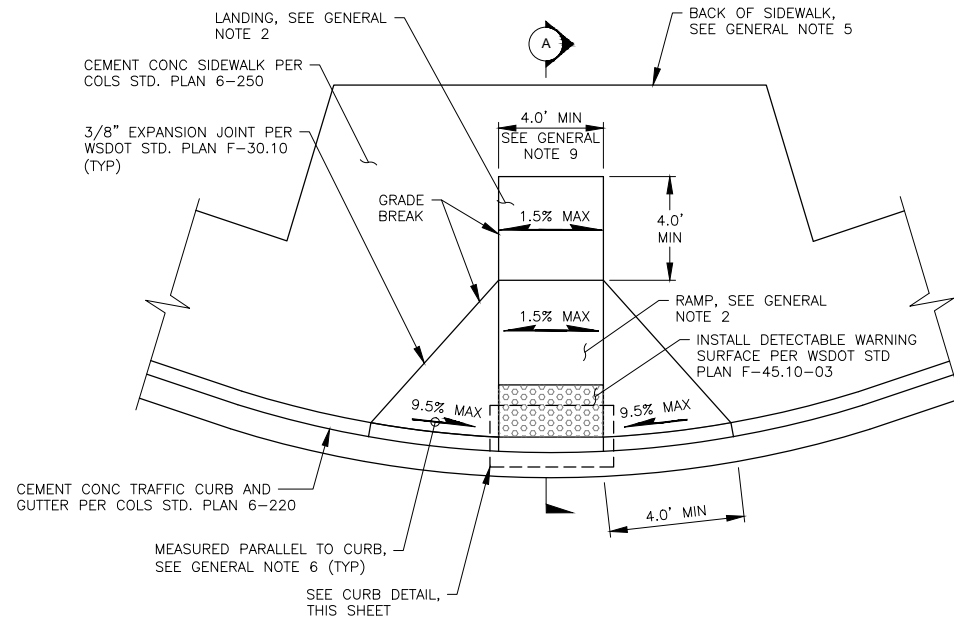 LANDING, SEE GENERAL
NOTE 2
A
BACK OF SIDEWALK,
SEE GENERAL NOTE 5
CEMENT CONC SIDEWALK PER
COLS STD. PLAN 6-250
4.0' MIN
SEE GENERAL
NOTE 9
3/8" EXPANSION JOINT PER
WSDOT STD. PLAN F-30.10
(TYP)
GRADE
BREAK
1.5% MAX
4.0'
MIN
RAMP, SEE GENERAL
NOTE 2
1.5% MAX
INSTALL DETECTABLE WARNING
SURFACE PER WSDOT STD
PLAN F-45.10-03
9.5% MAX
9.5% MAX
CEMENT CONC TRAFFIC CURB AND
GUTTER PER COLS STD. PLAN 6-220
4.0' MIN
MEASURED PARALLEL TO CURB,
SEE GENERAL NOTE 6 (TYP)
SEE CURB DETAIL,
THIS SHEET